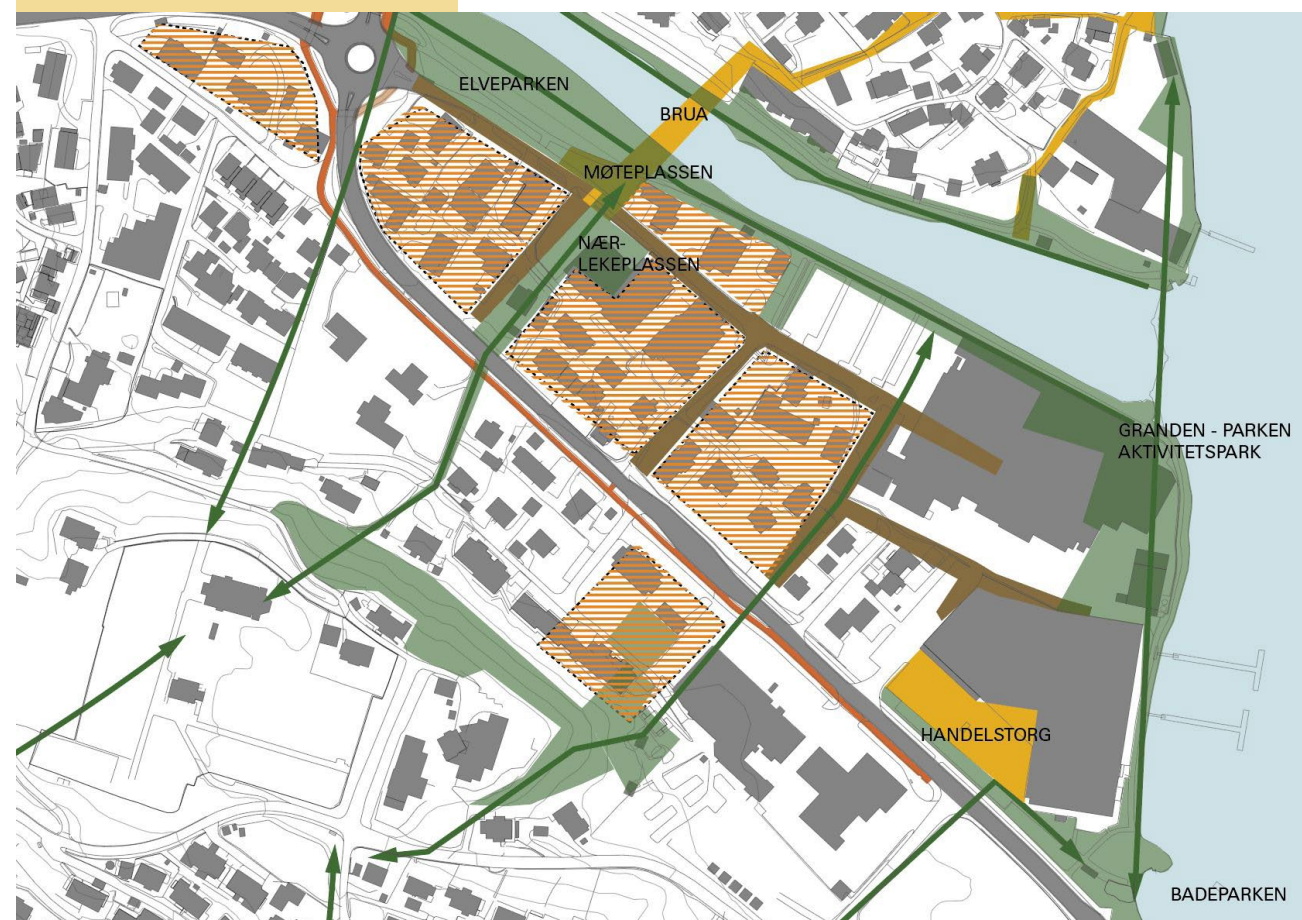 ELVEPARKEN
BRUA
MØTEPLASSEN
NÆR-
LEKEPLASSEN
GRANDEN - PARKEN
AKTIVITETSPARK
HANDELSTORG
BADEPARKEN